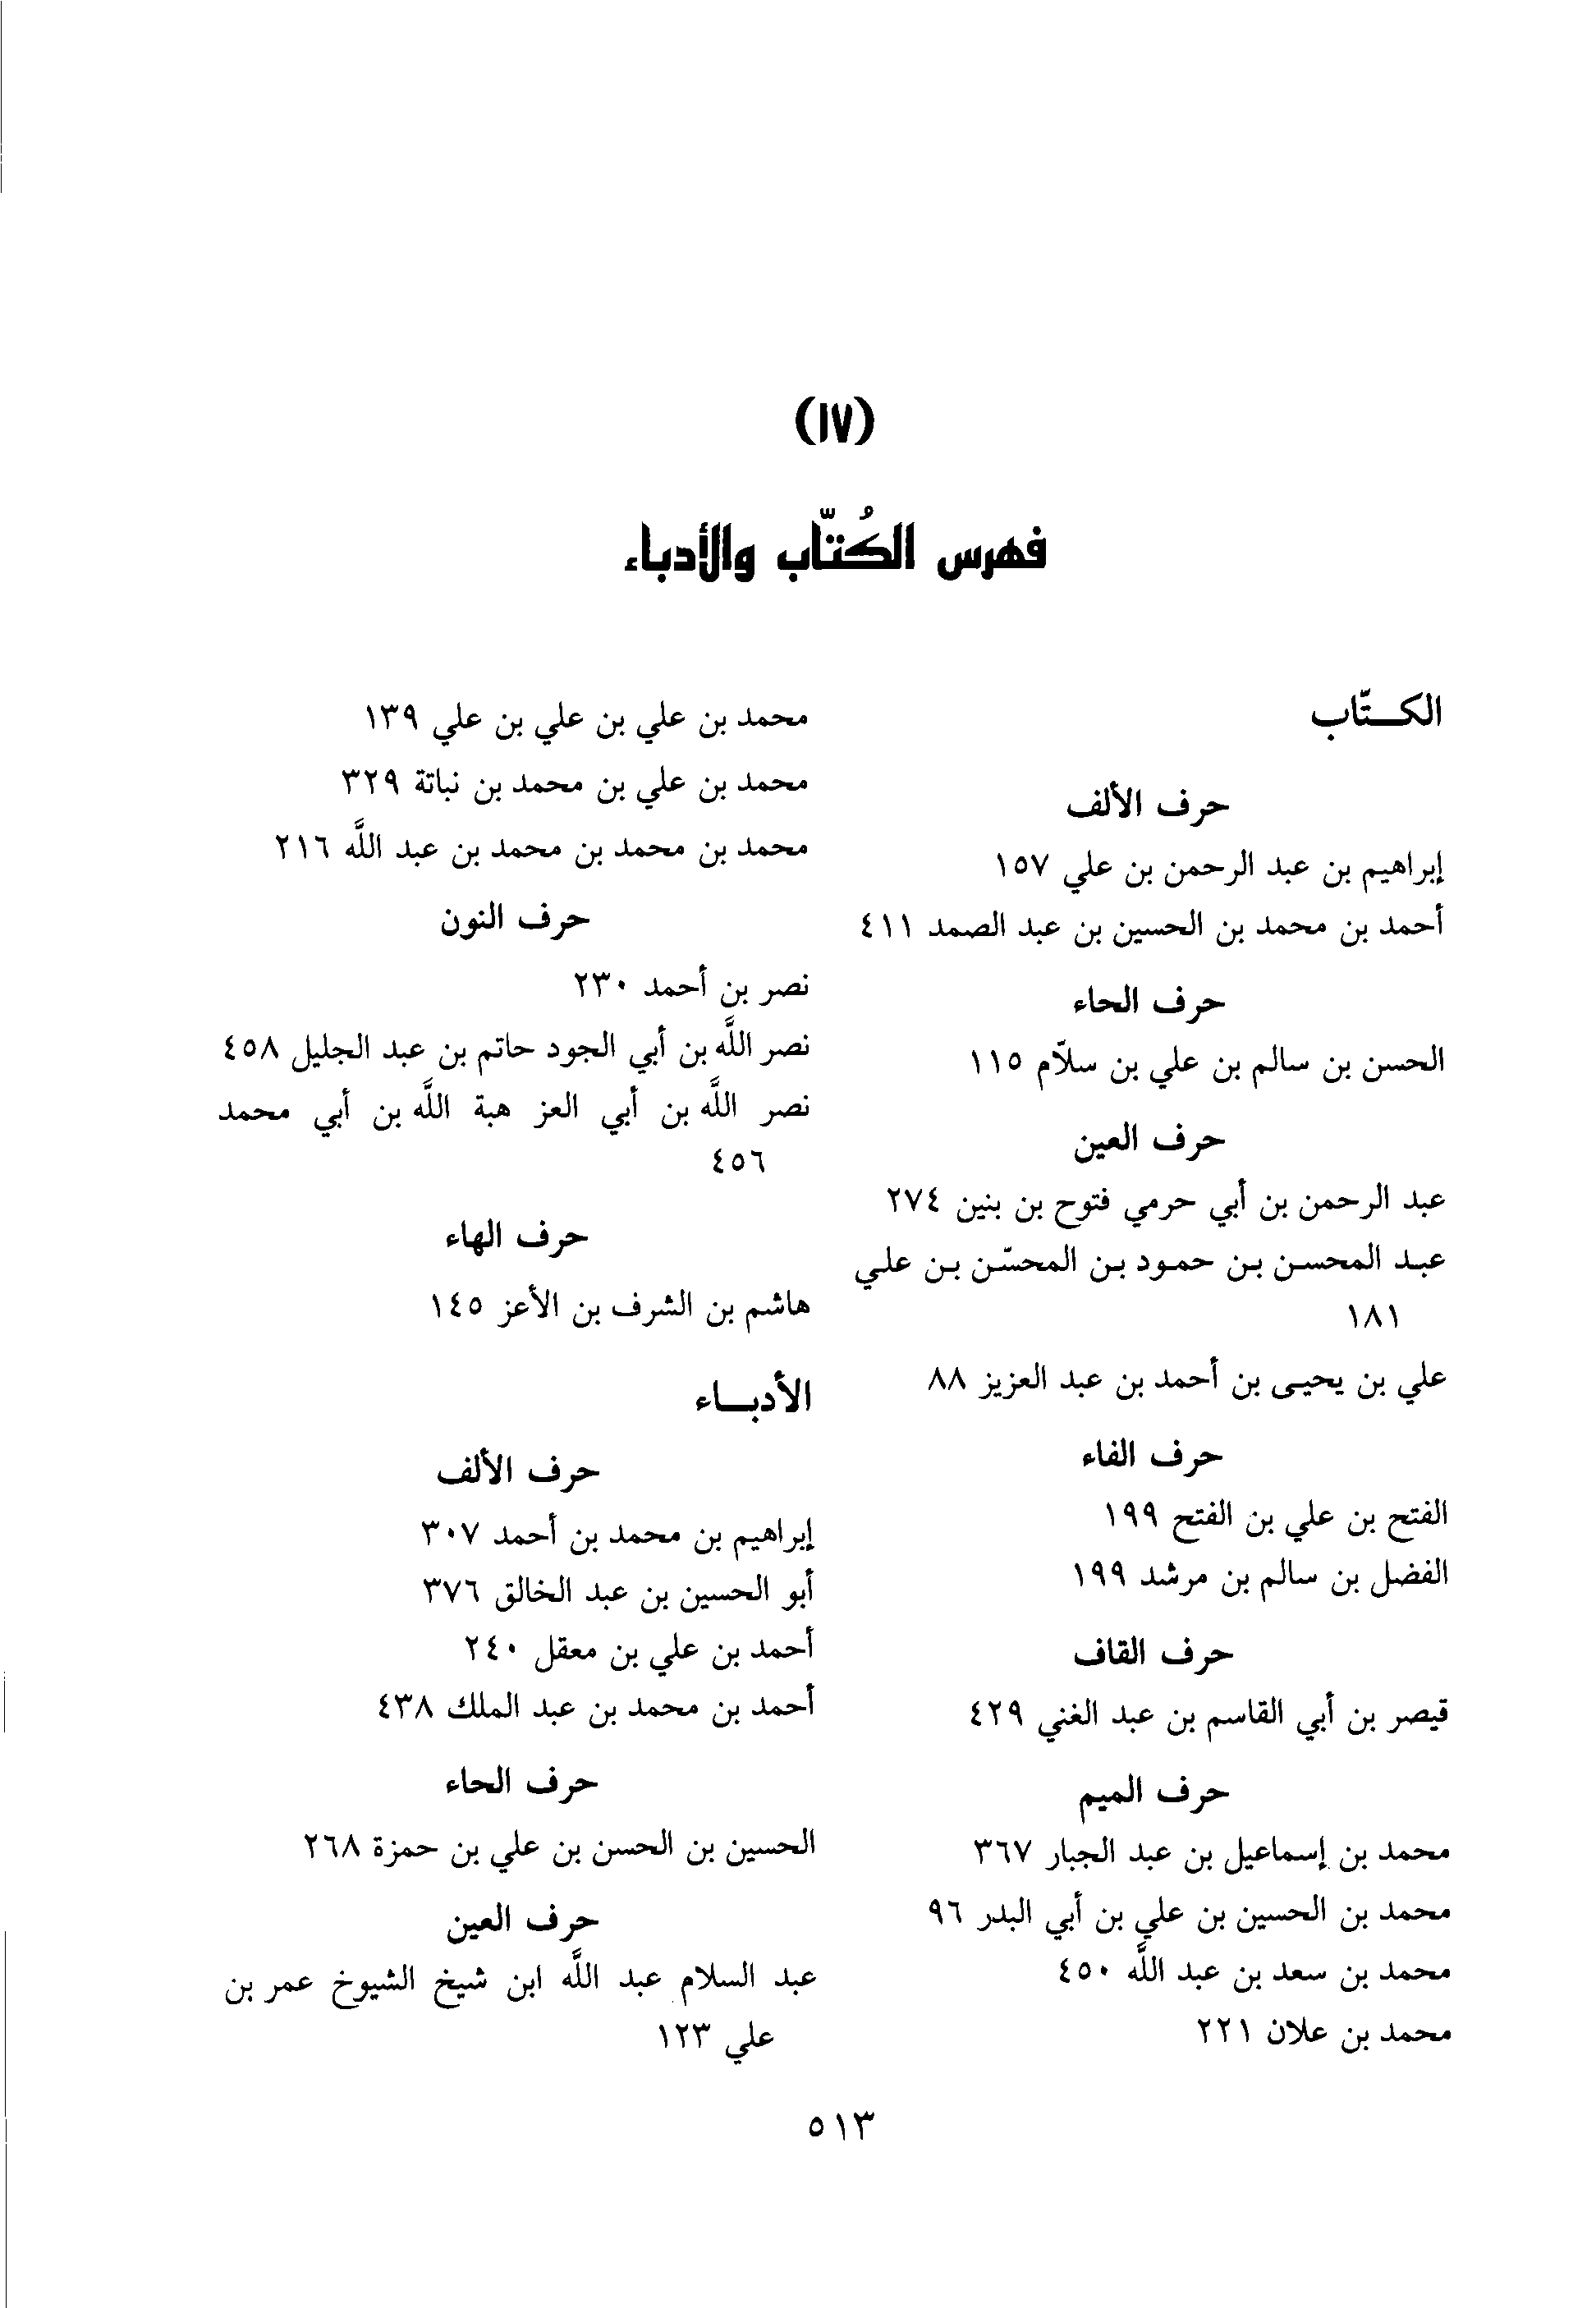 (١٧)
فهرس الكُتّاب والأدباء
الكـتّاب
حرف الألف
إبراهيم بن عبد الرحمن بن علي ١٥٧
أحمد بن محمد بن الحسين بن عبد الصمد ٤١١
حرف الحاء
الحسن بن سالم بن علي بن سلاّم ١١٥
حرف العين
عبد الرحمن بن أبي حرمي فتوح بن بنين ٢٧٤
عبد المحسن بن حمود بن المحسّن بن علي
١٨١
علي بن يحيى بن أحمد بن عبد العزيز ٨٨
حرف الفاء
الفتح بن علي بن الفتح ١٩٩
الفضل بن سالم بن مرشد ١٩٩
حرف القاف
قيصر بن أبي القاسم بن عبد الغني ٤٢٩
حرف الميم
محمد بن إسماعيل بن عبد الجبار ٣٦٧
محمد بن الحسين بن علي بن أبي البدر ٩٦
محمد بن سعد بن عبد اللَّه ٤٥٠
محمد بن علان ٢٢١
محمد بن علي بن علي بن علي ١٣٩
محمد بن علي بن محمد بن نباتة ٣٢٩
محمد بن محمد بن محمد بن عبد اللَّه ٢١٦
حرف النون
نصر بن أحمد ٢٣٠
نصر اللَّه بن أبي الجود حاتم بن عبد الجليل ٤٥٨
نصر اللَّه بن أبي العز هبة اللَّه بن أبي محمد
٤٥٦
حرف الهاء
هاشم بن الشرف بن الأعز ١٤٥
الأدبـاء
حرف الألف
إبراهيم بن محمد بن أحمد ٣٠٧
أبو الحسين بن عبد الخالق ٣٧٦
أحمد بن علي بن معقل ٢٤٠
أحمد بن محمد بن عبد الملك ٤٣٨
حرف الحاء
الحسين بن الحسن بن علي بن حمزة ٢٦٨
حرف العين
عبد السلام عبد اللَّه ابن شيخ الشيوخ عمر بن
علي ١٢٣
٥١٣